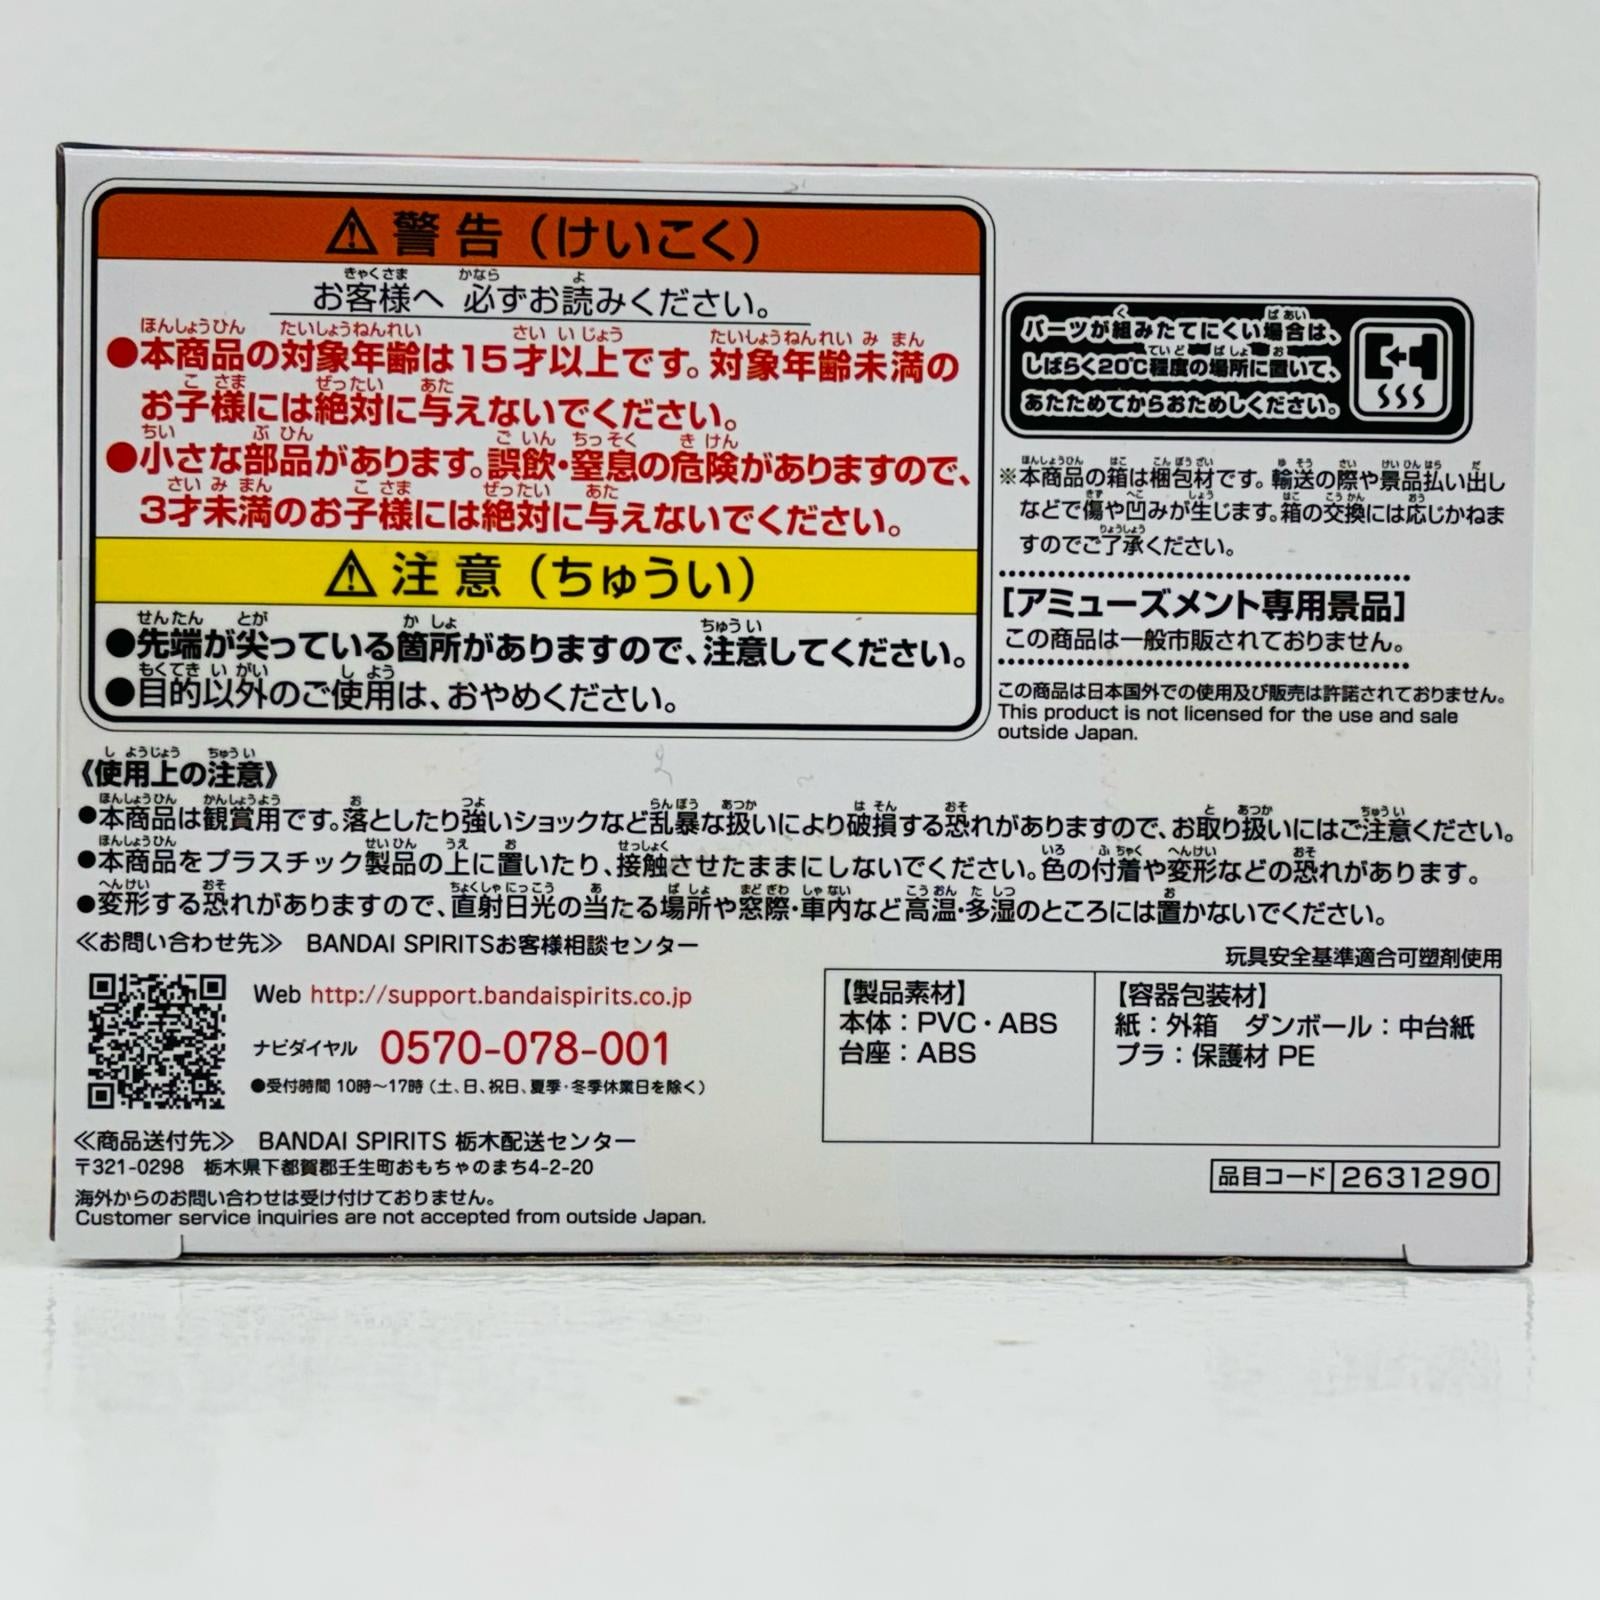 ⚠警告(けいこく)
お客様へ 必ずお読みください。
●本商品の対象年齢は15才以上です。対象年齢未満の
お子様には絶対に与えないでください。
●小さな部品があります。誤飲・窒息の危険がありますので、
3才未満のお子様には絶対に与えないでください。
⚠注意(ちゅうい)
●先端が尖っている箇所がありますので、注意してください。
●目的以外のご使用は、おやめください。
パーツが組みたてにくい場合は、
しばらく20℃程度の場所に置いて、
あたためてからおためしください。
※本商品の箱は梱包材です。輸送の際や景品払い出し
などで傷や凹みが生じます。箱の交換には応じかねま
すのでご了承ください。
[アミューズメント専用景品]
この商品は一般市販されておりません。
この商品は日本国外での使用及び販売は許諾されておりません。
This product is not licensed for the use and sale
outside Japan.
《使用上の注意》
●本商品は観賞用です。落としたり強いショックなど乱暴な扱いにより破損する恐れがありますので、お取り扱いにはご注意ください。
●本商品をプラスチック製品の上に置いたり、接触させたままにしないでください。色の付着や変形などの恐れがあります。
●変形する恐れがありますので、直射日光の当たる場所や窓際・車内など高温・多湿のところには置かないでください。
≪お問い合わせ先≫ BANDAI SPIRITSお客様相談センター
Web http://support.bandaispirits.co.jp
ナビダイヤル 0570-078-001
●受付時間 10時~17時(土、日、祝日、夏季・冬季休業日を除く)
≪商品送付先≫ BANDAI SPIRITS 栃木配送センター
〒321-0298 栃木県下都賀郡壬生町おもちゃのまち4-2-20
海外からのお問い合わせは受け付けておりません。
Customer service inquiries are not accepted from outside Japan.
玩具安全基準適合可塑剤使用
【製品素材】
本体:PVC・ABS
台座:ABS
【容器包装材】
紙:外箱 ダンボール:中台紙
プラ:保護材 PE
品目コード 2631290